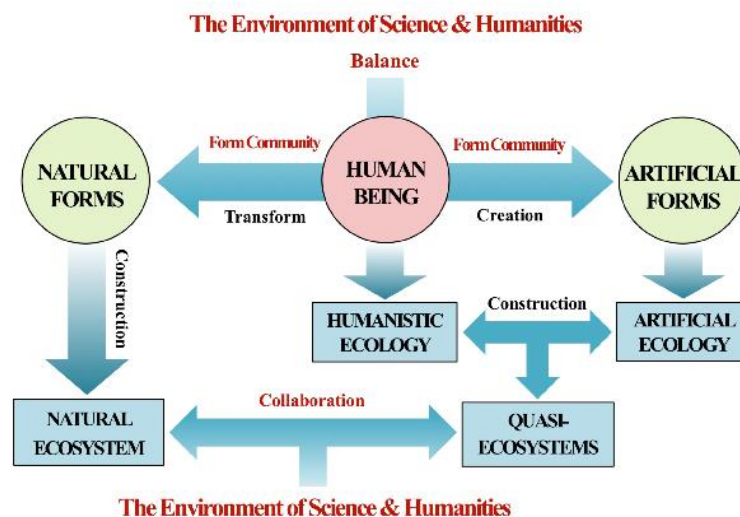 The Environment of Science & Humanities
Balance
Form Community
Form Community
NATURAL
FORMS
HUMAN
BEING
ARTIFICIAL
FORMS
Transform
Creation
Construction
Construction
HUMANISTIC
ECOLOGY
ARTIFICIAL
ECOLOGY
Collaboration
NATURAL
ECOSYSTEM
QUASI-
ECOSYSTEMS
The Environment of Science & Humanities